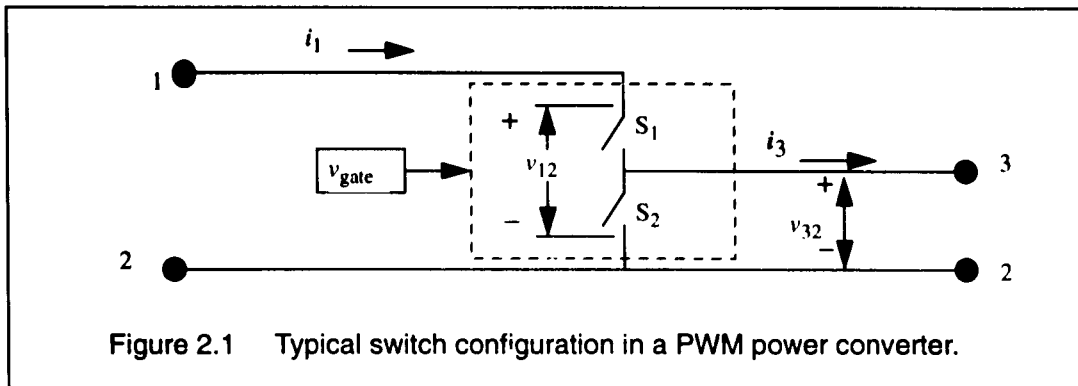 i1
1
+
S1
i3
vgate
v12
3
+
−
S2
v32
−
2
2
Figure 2.1 Typical switch configuration in a PWM power converter.